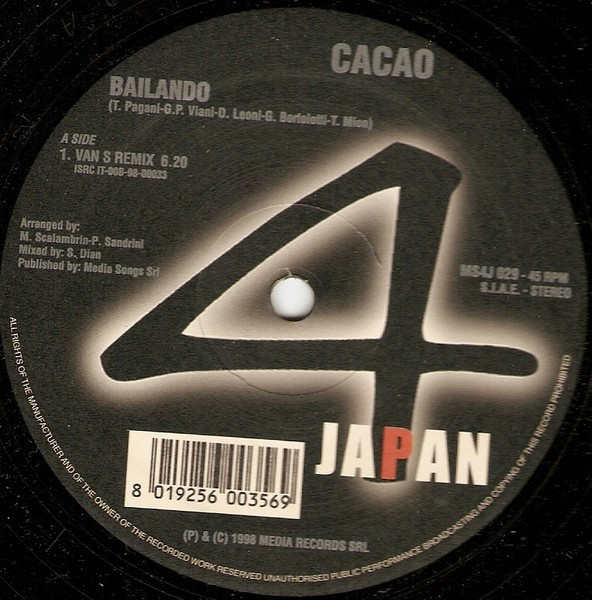 CACAO
BAILANDO
(T. Pagani-G.P. Viani-D. Leoni-G. Bortolotti-T. Mion)
A SIDE
1. VAN S REMIX 6.20
ISRC IT-00B-98-00033
Arranged by:
M. Scalambrin-P. Sandrini
Mixed by: S. Dian
Published by: Media Songs Srl
MS4J 029 - 45 RPM
S.I.A.E. - STEREO
4
JAPAN
8 019256 003569
(P) & (C) 1998 MEDIA RECORDS SRL
ALL RIGHTS OF THE MANUFACTURER AND OF THE OWNER OF THE RECORDED WORK RESERVED UNAUTHORISED PUBLIC PERFORMANCE BROADCASTING AND COPYING OF THIS RECORD PROHIBITED